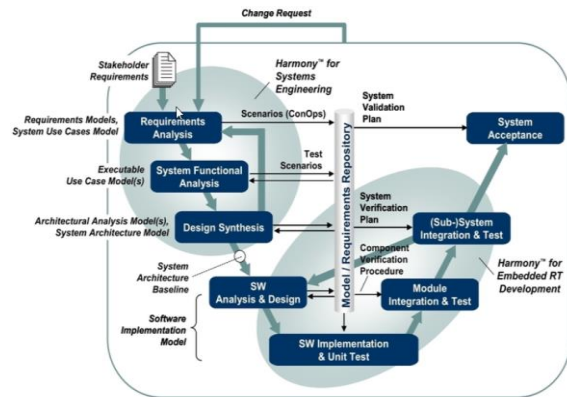 Change Request
Stakeholder
Requirements
Harmony™ for
Systems
Engineering
Requirements Models,
System Use Cases Model
Requirements
Analysis
Scenarios (ConOps)
System
Validation
Plan
System
Acceptance
Executable
Use Case Model(s)
System Functional
Analysis
Test
Scenarios
Model / Requirements Repository
Architectural Analysis Model(s),
System Architecture Model
Design Synthesis
System
Verification
Plan
(Sub-)System
Integration & Test
System
Architecture
Baseline
Component
Verification
Procedure
Harmony™ for
Embedded RT
Development
SW
Analysis & Design
Module
Integration & Test
Software
Implementation
Model
SW Implementation
& Unit Test